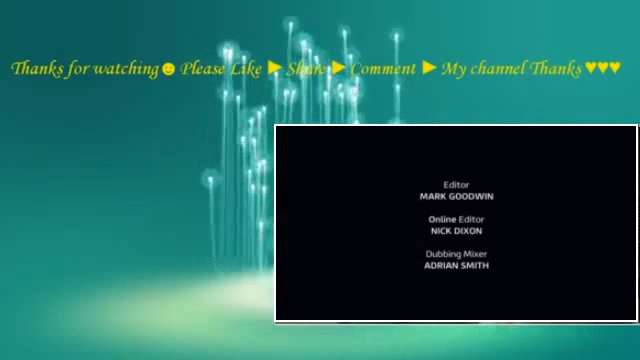 Thanks for watching☻ Please Like ► Share ► Comment ► My channel Thanks ♥♥♥
Editor
MARK GOODWIN
Online Editor
NICK DIXON
Dubbing Mixer
ADRIAN SMITH